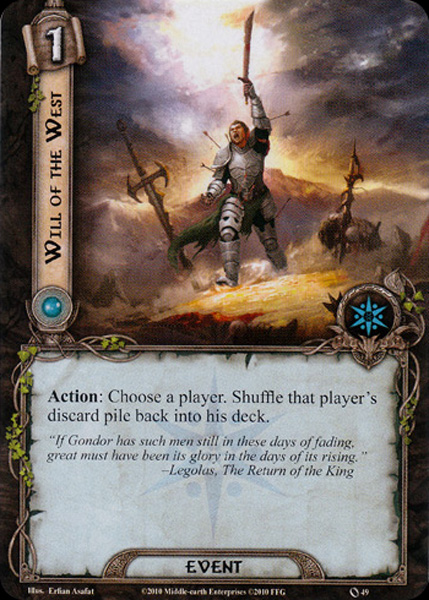 1
WILL OF THE WEST
Action: Choose a player. Shuffle that player's
discard pile back into his deck.
“If Gondor has such men still in these days of fading,
great must have been its glory in the days of its rising.”
–Legolas, The Return of the King
EVENT
Illus. Erfian Asafat
©2010 Middle-earth Enterprises ©2010 FFG
49